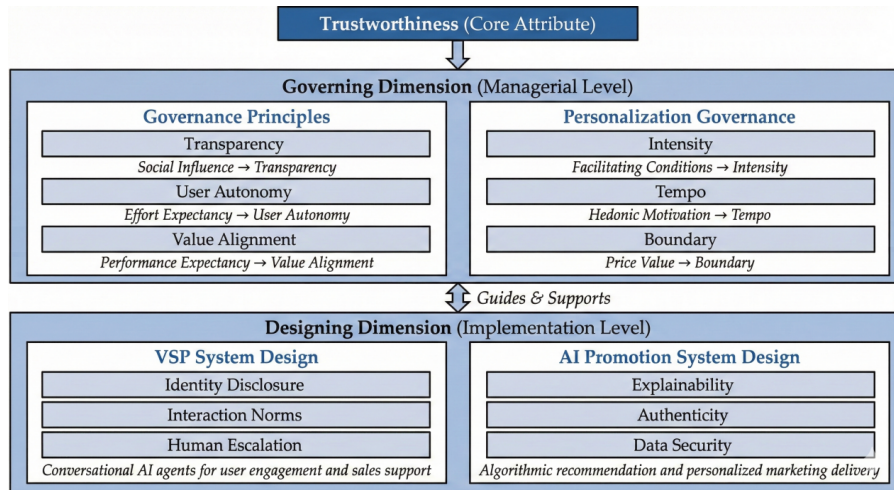 Trustworthiness (Core Attribute)
Governing Dimension (Managerial Level)
Governance Principles
Transparency
Social Influence → Transparency
User Autonomy
Effort Expectancy → User Autonomy
Value Alignment
Performance Expectancy → Value Alignment
Personalization Governance
Intensity
Facilitating Conditions → Intensity
Tempo
Hedonic Motivation → Tempo
Boundary
Price Value → Boundary
Guides & Supports
Designing Dimension (Implementation Level)
VSP System Design
Identity Disclosure
Interaction Norms
Human Escalation
Conversational AI agents for user engagement and sales support
AI Promotion System Design
Explainability
Authenticity
Data Security
Algorithmic recommendation and personalized marketing delivery